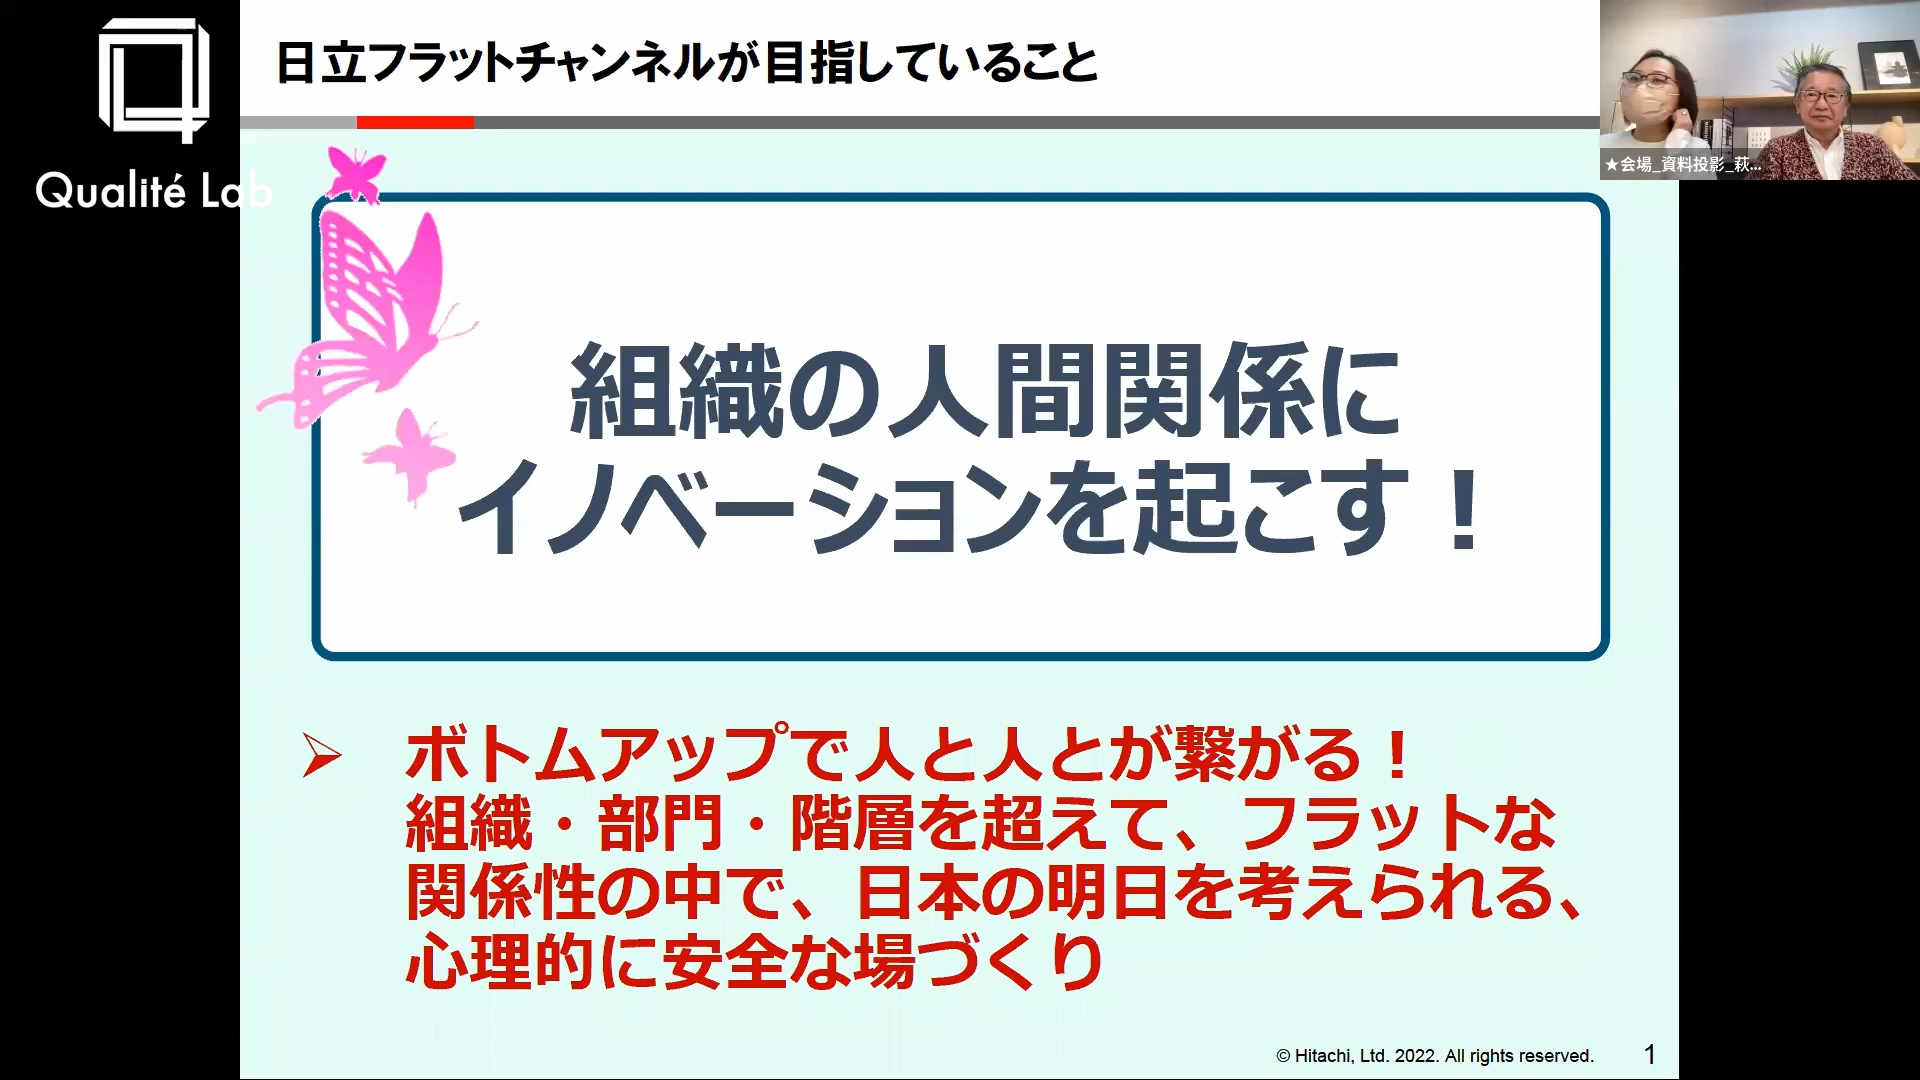 Qualité Lab
日立フラットチャンネルが目指していること
★会場_資料投影_萩...
組織の人間関係に
イノベーションを起こす！
➢ ボトムアップで人と人とが繋がる！
組織・部門・階層を超えて、フラットな
関係性の中で、日本の明日を考えられる、
心理的に安全な場づくり
© Hitachi, Ltd. 2022. All rights reserved.
1